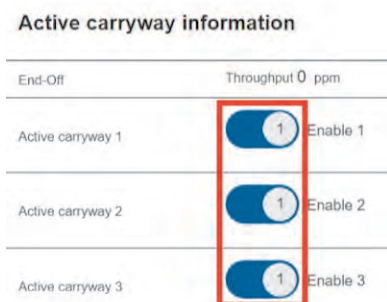 Active carryway information
End-Off Throughput 0 ppm
Active carryway 1 1 Enable 1
Active carryway 2 1 Enable 2
Active carryway 3 1 Enable 3